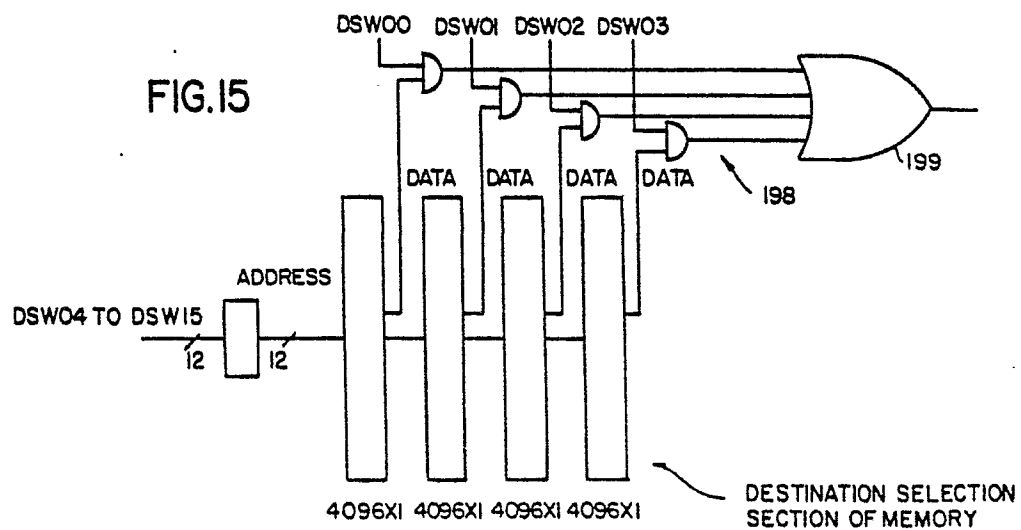 DSW00 DSW01 DSW02 DSW03
FIG.15
199
198
DATA DATA DATA DATA
ADDRESS
DSW04 TO DSW15
12 12
4096X1 4096X1 4096X1 4096X1
DESTINATION SELECTION
SECTION OF MEMORY